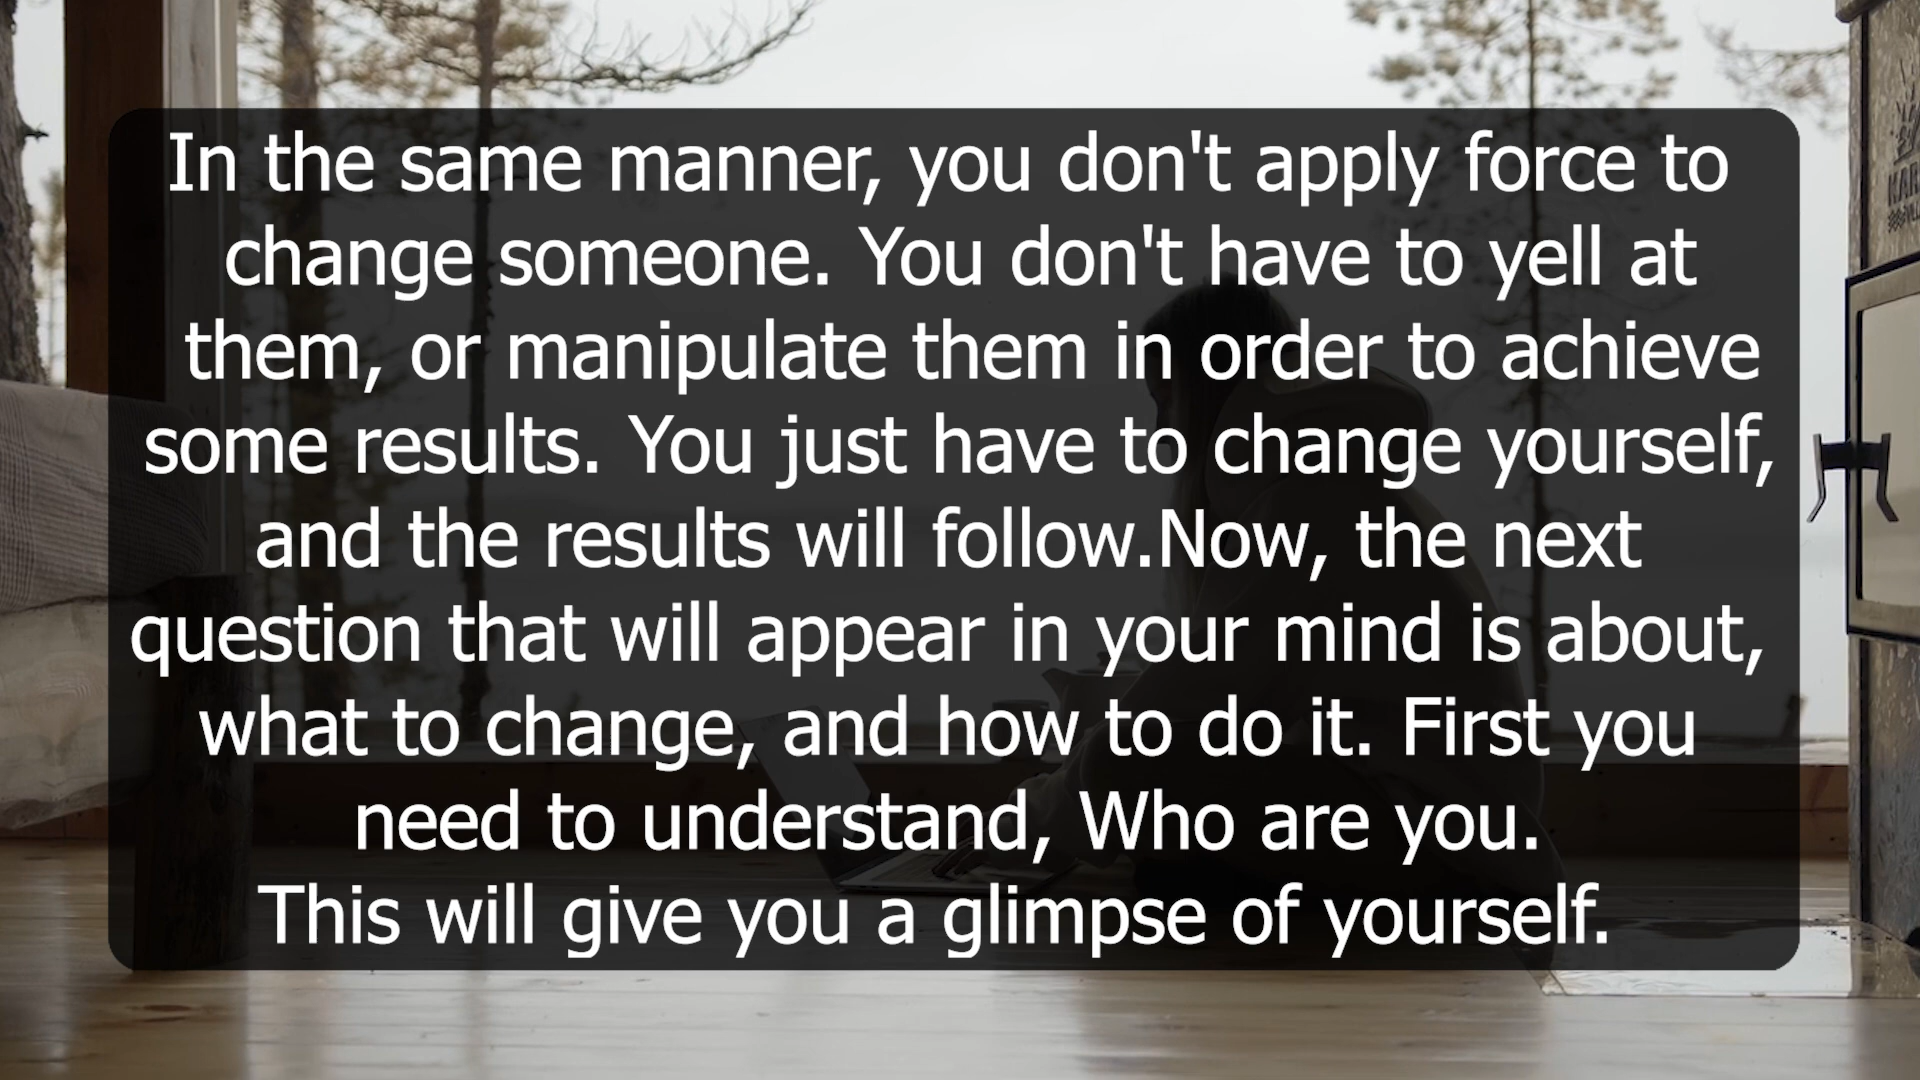 In the same manner, you don't apply force to
change someone. You don't have to yell at
them, or manipulate them in order to achieve
some results. You just have to change yourself,
and the results will follow.Now, the next
question that will appear in your mind is about,
what to change, and how to do it. First you
need to understand, Who are you.
This will give you a glimpse of yourself.